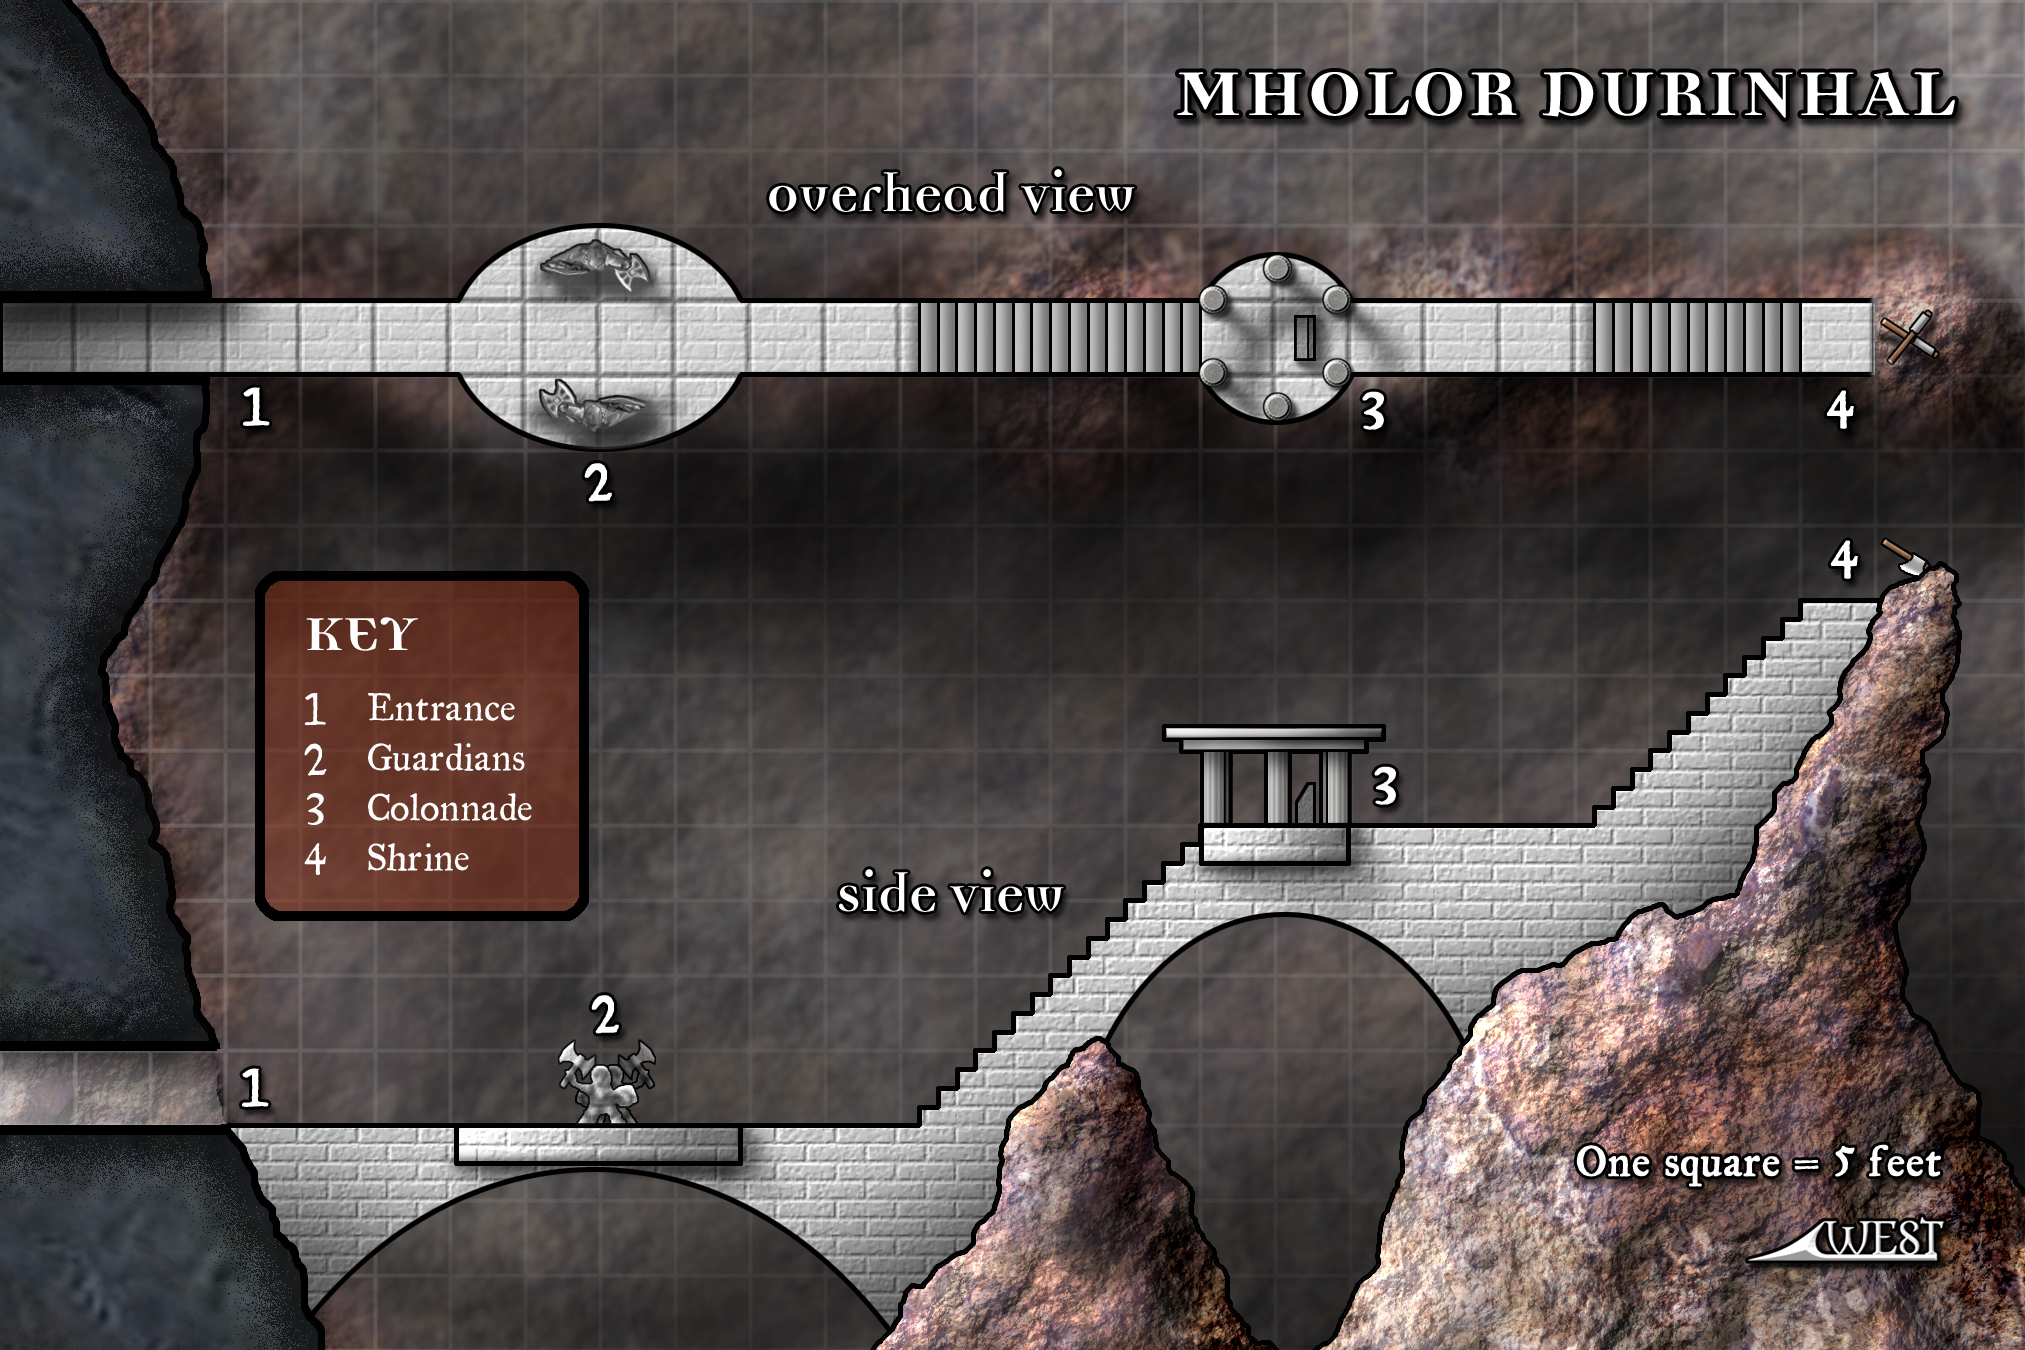 MHOLOR DURINHAL
overhead view
1
2
3
4
KEY
1 Entrance
2 Guardians
3 Colonnade
4 Shrine
4
3
side view
2
1
One square = 5 feet
WEST